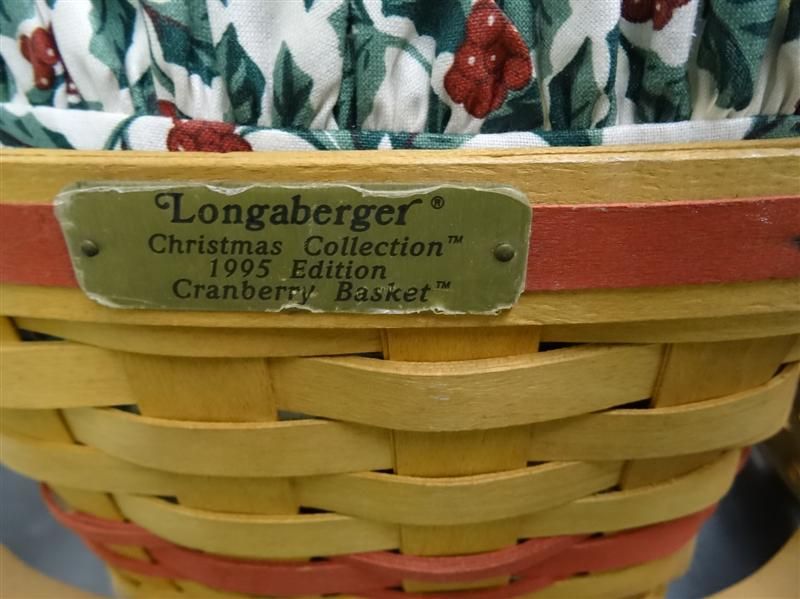 Longaberger®
Christmas Collection™
1995 Edition
Cranberry Basket™